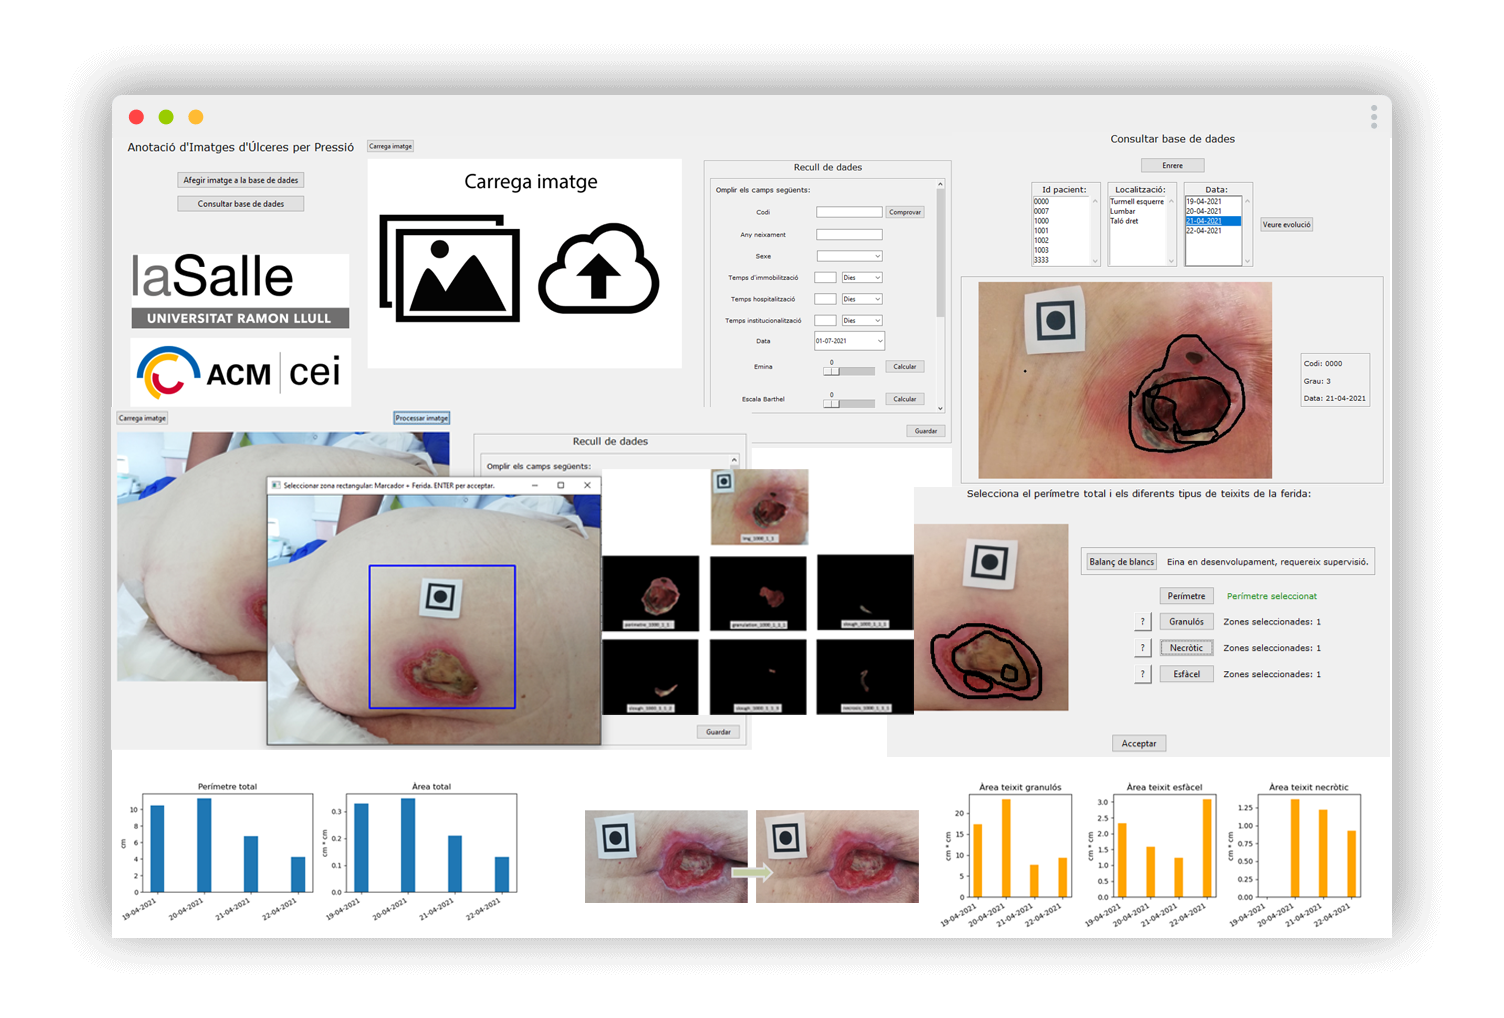 Anotació d'Imatges d'Úlceres per Pressió
Afegir imatge a la base de dades
Consultar base de dades
laSalle
UNIVERSITAT RAMON LLULL
ACM cei
Carrega imatge
Carrega imatge
Recull de dades
Omplir els camps següents:
Codi
Comprovar
Any neixament
Sexe
Temps d'immobilització
Dies
Temps hospitalització
Dies
Temps institucionalització
Dies
Data
01-07-2021
Emina
0
Calcular
Escala Barthel
0
Calcular
Guardar
Consultar base de dades
Enrere
Id pacient:
0000
0007
1000
1001
1002
1003
3333
Localització:
Turmell esquerre
Lumbar
Taló dret
Data:
19-04-2021
20-04-2021
21-04-2021
22-04-2021
Veure evolució
Codi: 0000
Grau: 3
Data: 21-04-2021
Carrega imatge
Processar imatge
Recull de dades
Omplir els camps següents:
Seleccionar zona rectangular: Marcador + Ferida. ENTER per acceptar.
Guardar
img_1000_1_1
perimetre_1000_1_1
granulation_1000_1_1_1
slough_1000_1_1_1
slough_1000_1_1_2
slough_1000_1_1_3
necrosis_1000_1_1_1
Selecciona el perímetre total i els diferents tipus de teixits de la ferida:
Balanç de blancs
Eina en desenvolupament, requereix supervisió.
Perímetre
Perímetre seleccionat
?
Granulós
Zones seleccionades: 1
?
Necròtic
Zones seleccionades: 1
?
Esfàcel
Zones seleccionades: 1
Acceptar
Perímetre total
cm
10
8
6
4
2
0
19-04-2021
20-04-2021
21-04-2021
22-04-2021
Àrea total
cm * cm
0.3
0.2
0.1
0.0
19-04-2021
20-04-2021
21-04-2021
22-04-2021
Àrea teixit granulós
cm * cm
20
15
10
5
0
19-04-2021
20-04-2021
21-04-2021
22-04-2021
Àrea teixit esfàcel
cm * cm
3.0
2.5
2.0
1.5
1.0
0.5
0.0
19-04-2021
20-04-2021
21-04-2021
22-04-2021
Àrea teixit necròtic
cm * cm
1.25
1.00
0.75
0.50
0.25
0.00
19-04-2021
20-04-2021
21-04-2021
22-04-2021